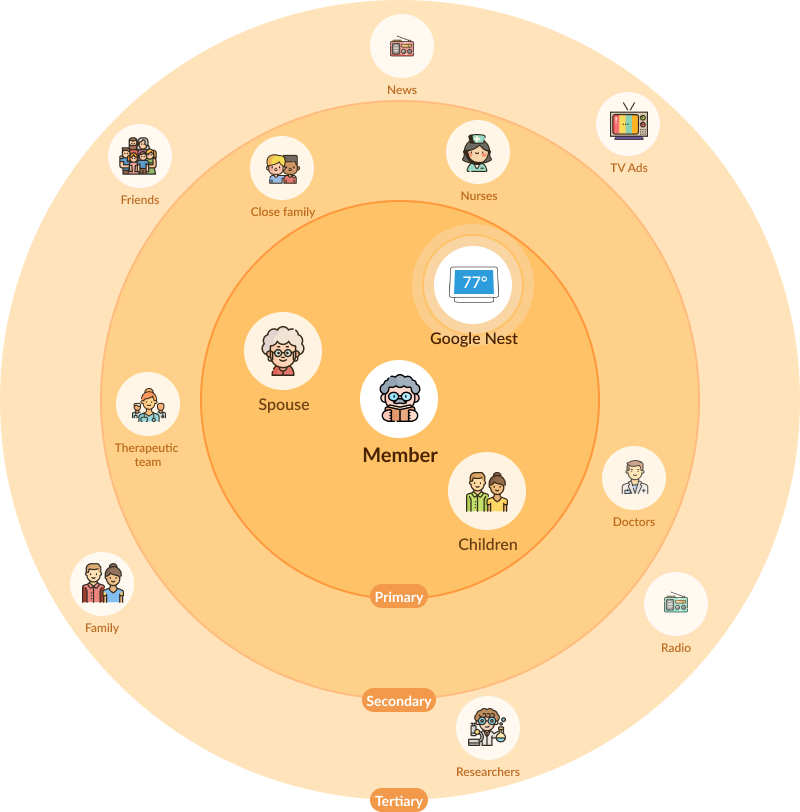 News
TV Ads
Friends
Close family
Nurses
77°
Google Nest
Spouse
Member
Therapeutic
team
Doctors
Children
Primary
Family
Radio
Secondary
Researchers
Tertiary